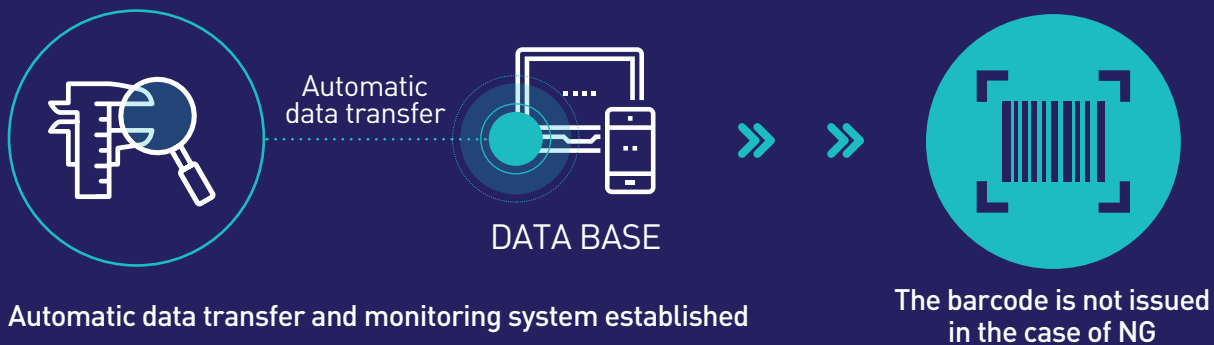 Automatic
data transfer
DATA BASE
Automatic data transfer and monitoring system established
The barcode is not issued
in the case of NG